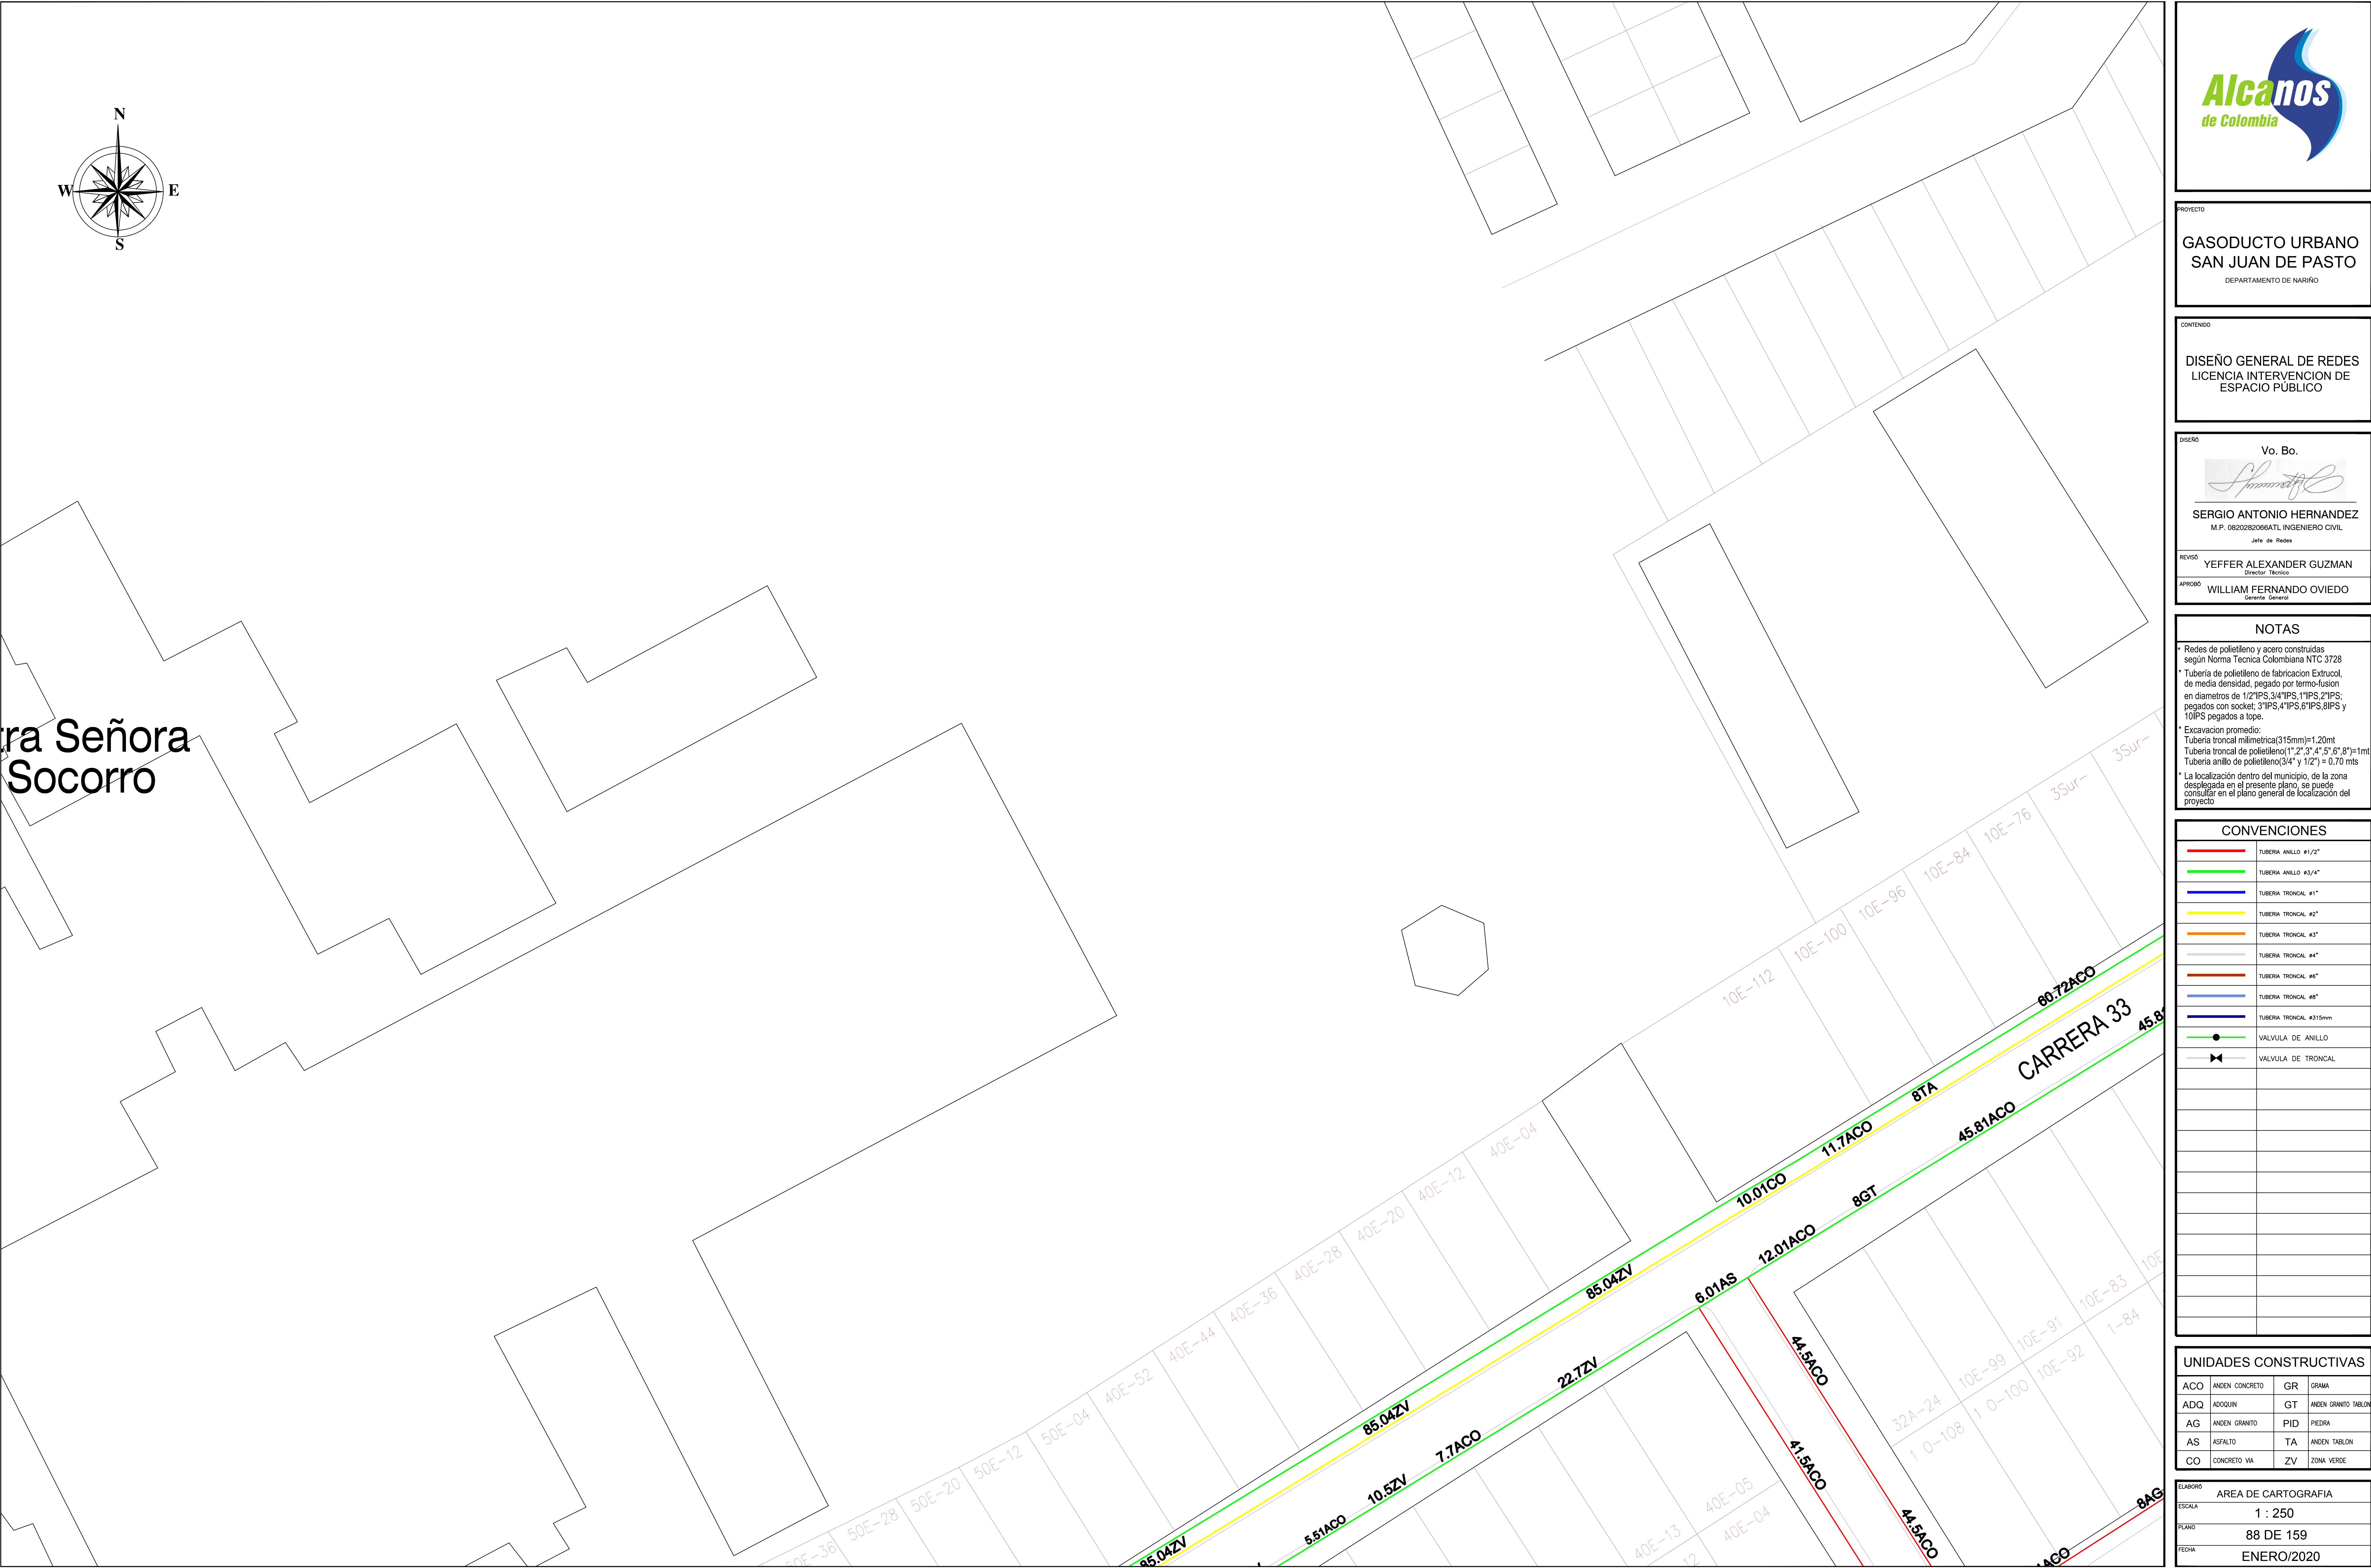 N
W
E
S
ra Señora
Socorro
3Sur-
3Sur-
10E-76
10E-84
10E-96
10E-100
10E-112
60.72ACO
CARRERA 33
45.8
8TA
45.81ACO
11.7ACO
40E-04
40E-12
10.01CO
8GT
40E-20
12.01ACO
40E-28
85.04ZV
6.01AS
40E-36
10E
10E-83
40E-44
1-84
10E-91
44.5ACO
40E-52
22.7ZV
10E-99
10E-92
50E-04
85.04ZV
32A-24
1 0-100
50E-12
7.7ACO
1 0-108
41.5ACO
50E-20
10.5ZV
40E-05
8AG
50E-28
5.51ACO
40E-13
40E-04
44.5ACO
0E-36
85.04ZV
12
ACO
Alcanos
de Colombia
PROYECTO
GASODUCTO URBANO
SAN JUAN DE PASTO
DEPARTAMENTO DE NARIÑO
CONTENIDO
DISEÑO GENERAL DE REDES
LICENCIA INTERVENCION DE
ESPACIO PÚBLICO
DISEÑÓ
Vo. Bo.
SERGIO ANTONIO HERNANDEZ
M.P. 0820282066ATL INGENIERO CIVIL
Jefe de Redes
REVISÓ
YEFFER ALEXANDER GUZMAN
Director Técnico
APROBÓ
WILLIAM FERNANDO OVIEDO
Gerente General
NOTAS
* Redes de polietileno y acero construidas
según Norma Tecnica Colombiana NTC 3728
* Tubería de polietileno de fabricacion Extrucol,
de media densidad, pegado por termo-fusion
en diametros de 1/2"IPS,3/4"IPS,1"IPS,2"IPS;
pegados con socket; 3"IPS,4"IPS,6"IPS,8IPS y
10IPS pegados a tope.
* Excavacion promedio:
Tuberia troncal milimetrica(315mm)=1.20mt
Tuberia troncal de polietileno(1",2",3",4",5",6",8")=1mt
Tuberia anillo de polietileno(3/4" y 1/2") = 0.70 mts
* La localización dentro del municipio, de la zona
desplegada en el presente plano, se puede
consultar en el plano general de localización del
proyecto
CONVENCIONES
TUBERIA ANILLO #1/2"
TUBERIA ANILLO #3/4"
TUBERIA TRONCAL #1"
TUBERIA TRONCAL #2"
TUBERIA TRONCAL #3"
TUBERIA TRONCAL #4"
TUBERIA TRONCAL #6"
TUBERIA TRONCAL #8"
TUBERIA TRONCAL #315mm
VALVULA DE ANILLO
VALVULA DE TRONCAL
UNIDADES CONSTRUCTIVAS
ACO ANDEN CONCRETO GR GRAMA
ADQ ADOQUIN GT ANDEN GRANITO TABLON
AG ANDEN GRANITO PID PIEDRA
AS ASFALTO TA ANDEN TABLON
CO CONCRETO VIA ZV ZONA VERDE
ELABORÓ
AREA DE CARTOGRAFIA
ESCALA
1 : 250
PLANO
88 DE 159
FECHA
ENERO/2020